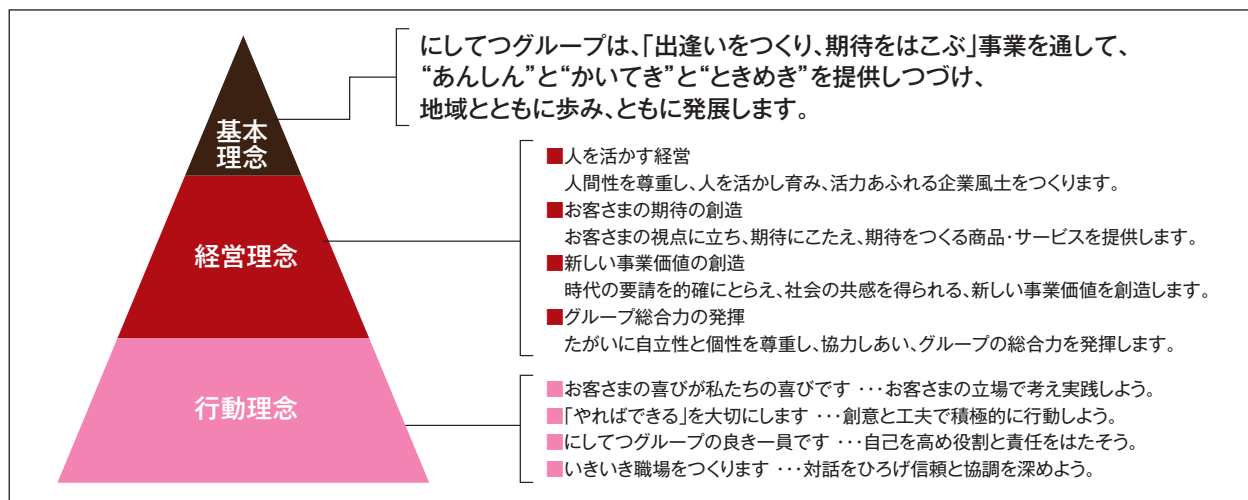 にしてつグループは、「出逢いをつくり、期待をはこぶ」事業を通して、
“あんしん”と“かいてき”と“ときめき”を提供しつづけ、
地域とともに歩み、ともに発展します。
基本
理念
■人を活かす経営
人間性を尊重し、人を活かし育み、活力あふれる企業風土をつくります。
■お客さまの期待の創造
お客さまの視点に立ち、期待にこたえ、期待をつくる商品・サービスを提供します。
■新しい事業価値の創造
時代の要請を的確にとらえ、社会の共感を得られる、新しい事業価値を創造します。
■グループ総合力の発揮
たがいに自立性と個性を尊重し、協力しあい、グループの総合力を発揮します。
経営理念
■お客さまの喜びが私たちの喜びです ・・・お客さまの立場で考え実践しよう。
■「やればできる」を大切にします ・・・創意と工夫で積極的に行動しよう。
■にしてつグループの良き一員です ・・・自己を高め役割と責任をはたそう。
■いきいき職場をつくります ・・・対話をひろげ信頼と協調を深めよう。
行動理念